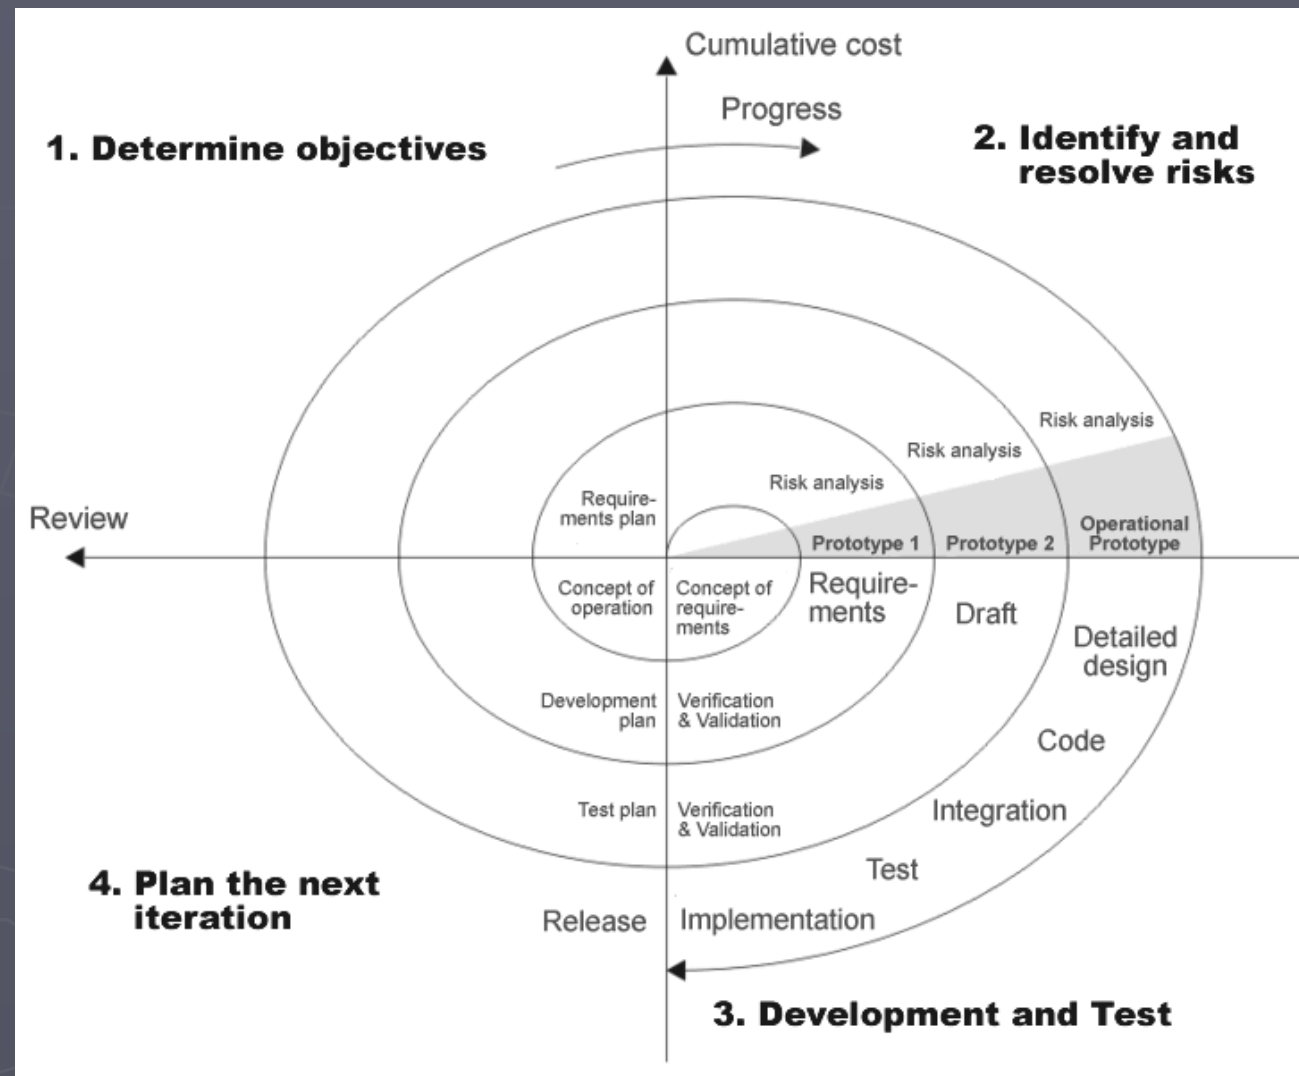 Cumulative cost
Progress
1. Determine objectives
2. Identify and
resolve risks
Risk analysis
Risk analysis
Risk analysis
Require-
ments plan
Review
Operational
Prototype
Prototype 1
Prototype 2
Concept of
operation
Concept of
require-
ments
Require-
ments
Draft
Detailed
design
Development
plan
Verification
& Validation
Code
Test plan
Verification
& Validation
Integration
Test
4. Plan the next
iteration
Release
Implementation
3. Development and Test